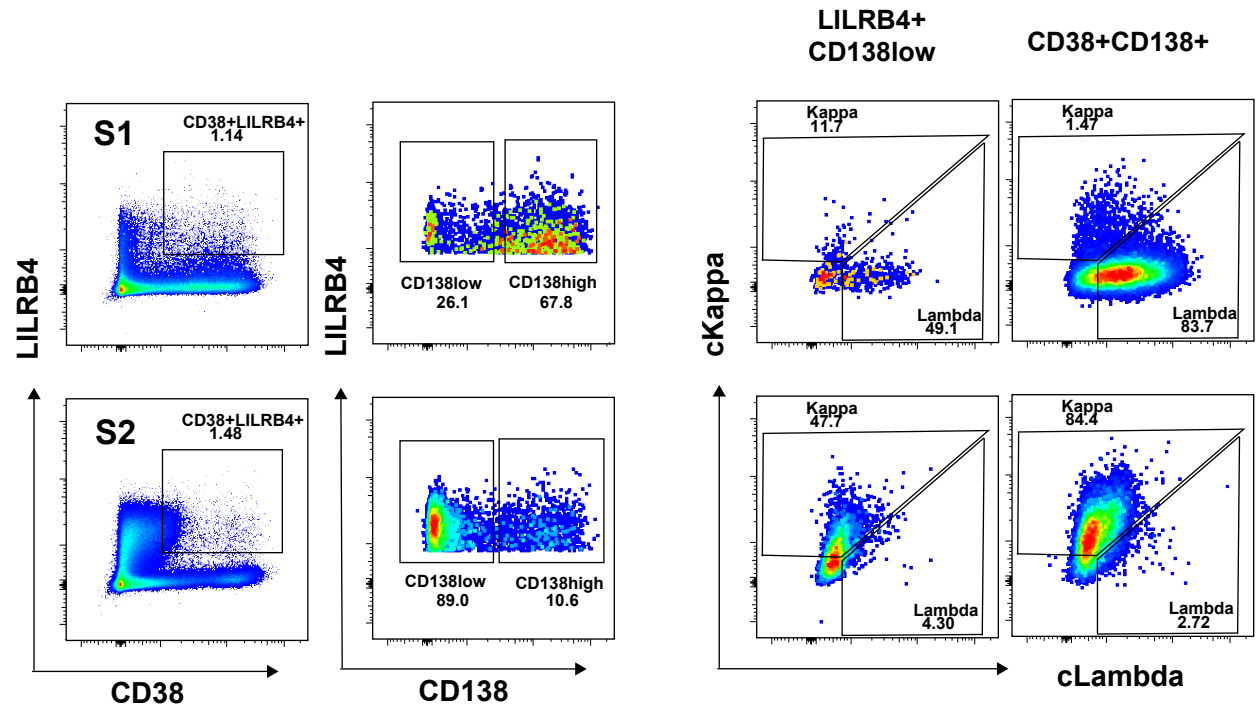 LILRB4+
CD138low
CD38+CD138+
S1
CD38+LILRB4+
1.14
LILRB4
LILRB4
CD138low
26.1
CD138high
67.8
cKappa
Kappa
11.7
Lambda
49.1
Kappa
1.47
Lambda
83.7
S2
CD38+LILRB4+
1.48
CD138low
89.0
CD138high
10.6
Kappa
47.7
Lambda
4.30
Kappa
84.4
Lambda
2.72
CD38
CD138
cLambda